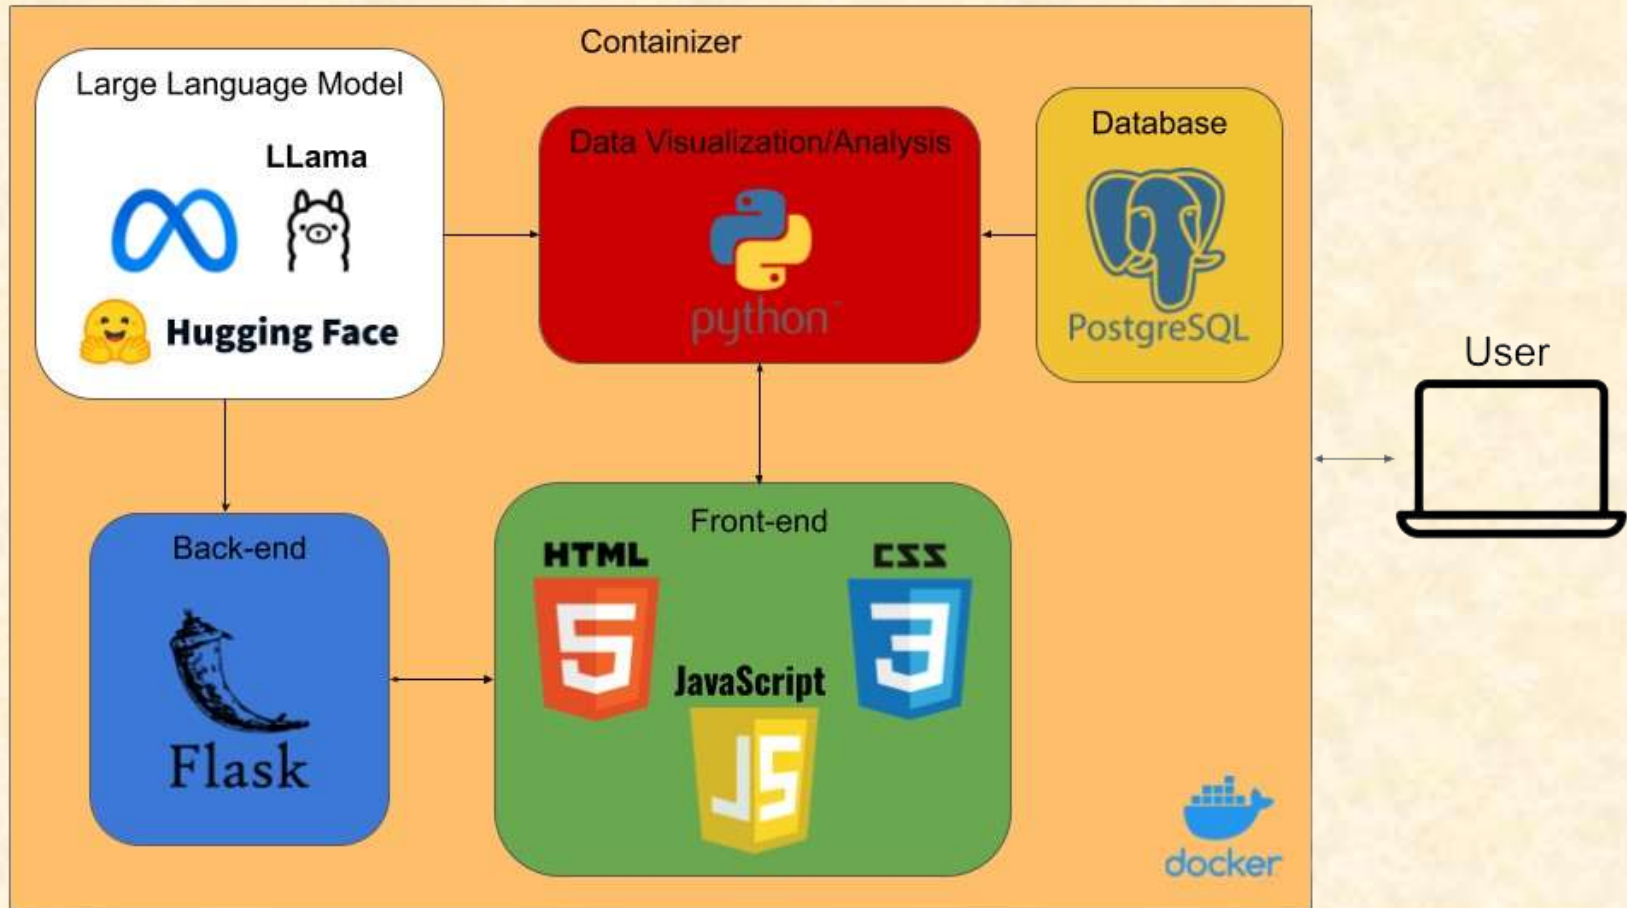 Containizer
Large Language Model
LLama
Hugging Face
Data Visualization/Analysis
python
Database
PostgreSQL
User
Back-end
Flask
Front-end
HTML
5
CSS
3
JavaScript
JS
docker